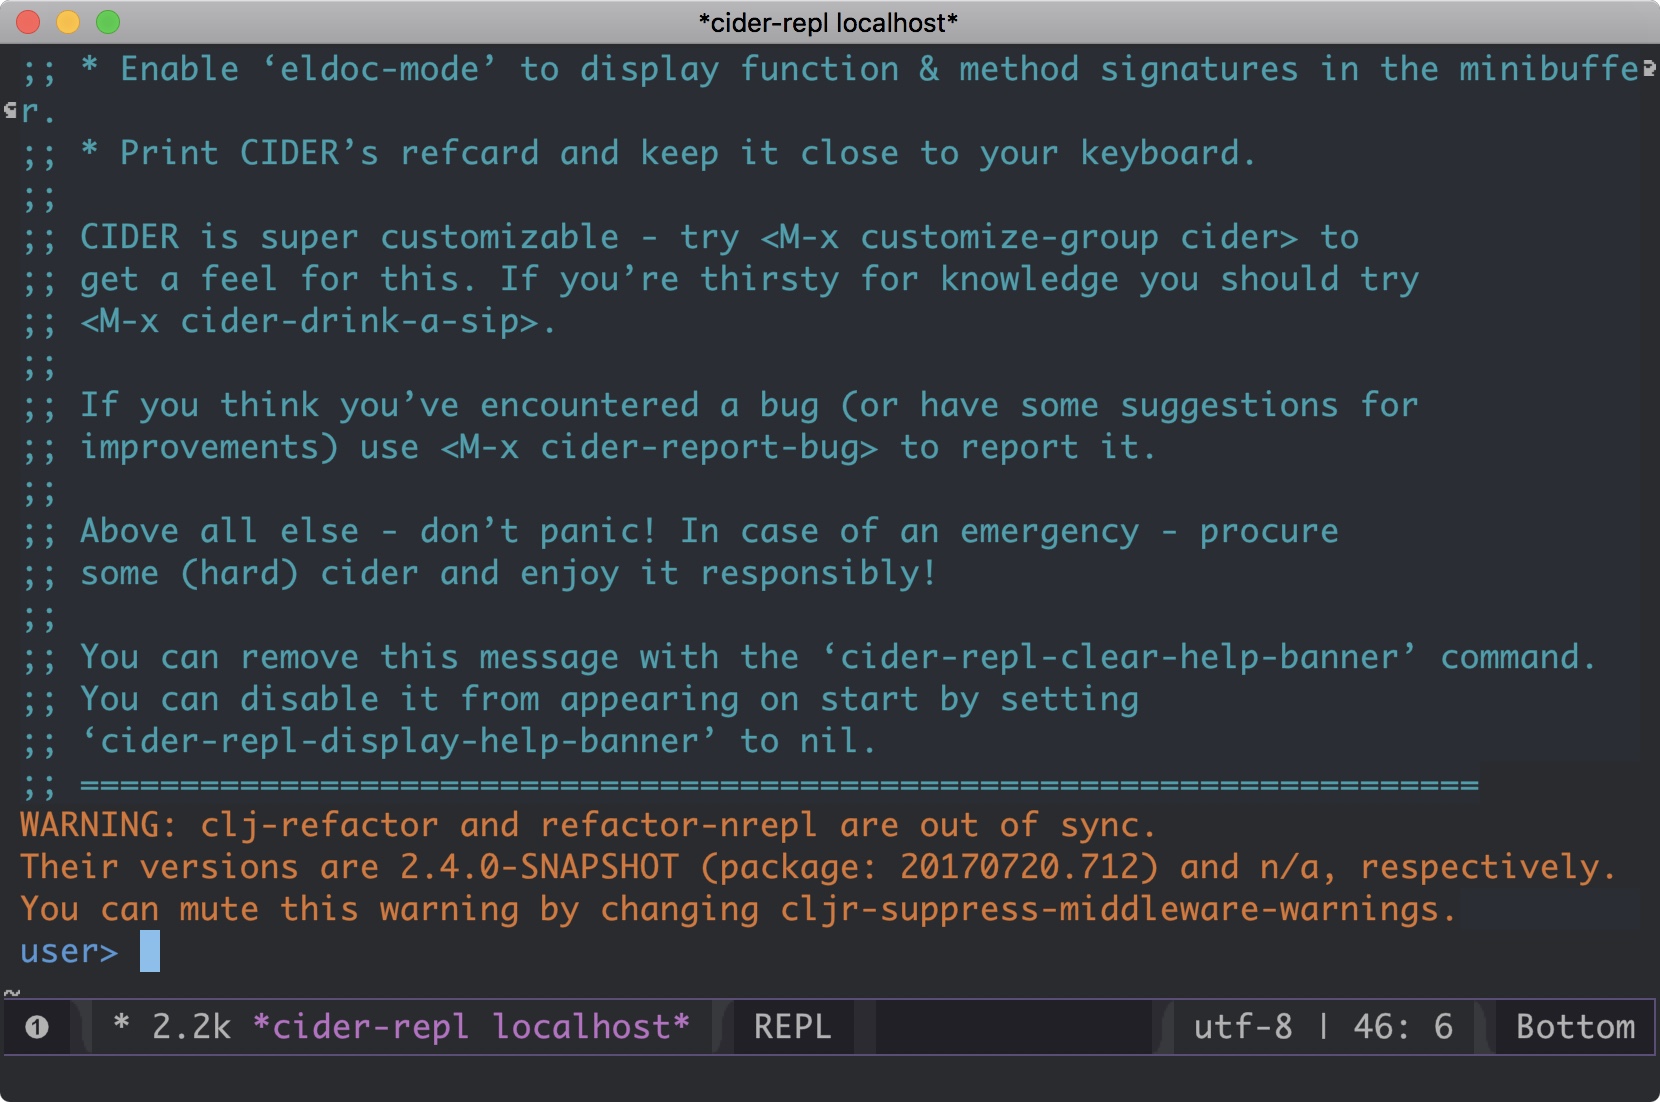 *cider-repl localhost*
;; * Enable ‘eldoc-mode’ to display function & method signatures in the minibuffe
r.
;; * Print CIDER’s refcard and keep it close to your keyboard.
;;
;; CIDER is super customizable - try <M-x customize-group cider> to
;; get a feel for this. If you’re thirsty for knowledge you should try
;; <M-x cider-drink-a-sip>.
;;
;; If you think you’ve encountered a bug (or have some suggestions for
;; improvements) use <M-x cider-report-bug> to report it.
;;
;; Above all else - don’t panic! In case of an emergency - procure
;; some (hard) cider and enjoy it responsibly!
;;
;; You can remove this message with the ‘cider-repl-clear-help-banner’ command.
;; You can disable it from appearing on start by setting
;; ‘cider-repl-display-help-banner’ to nil.
;; ======================================================================
WARNING: clj-refactor and refactor-nrepl are out of sync.
Their versions are 2.4.0-SNAPSHOT (package: 20170720.712) and n/a, respectively.
You can mute this warning by changing cljr-suppress-middleware-warnings.
user>
~
❶ * 2.2k *cider-repl localhost* REPL utf-8 | 46: 6 Bottom